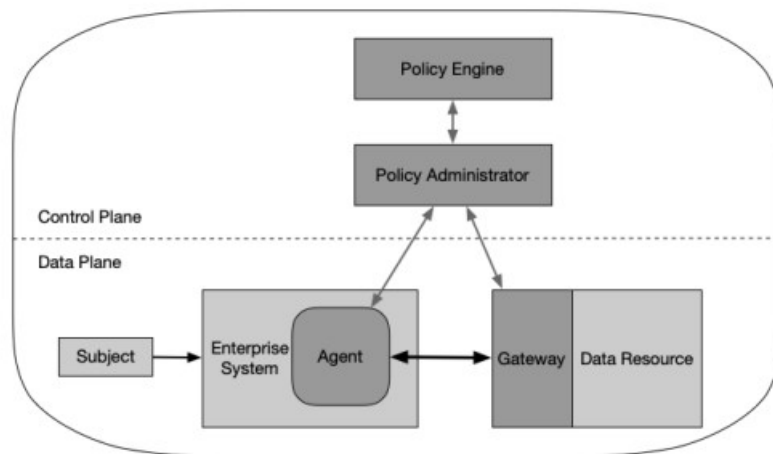 Policy Engine
Policy Administrator
Control Plane
Data Plane
Subject
Enterprise
System
Agent
Gateway
Data Resource